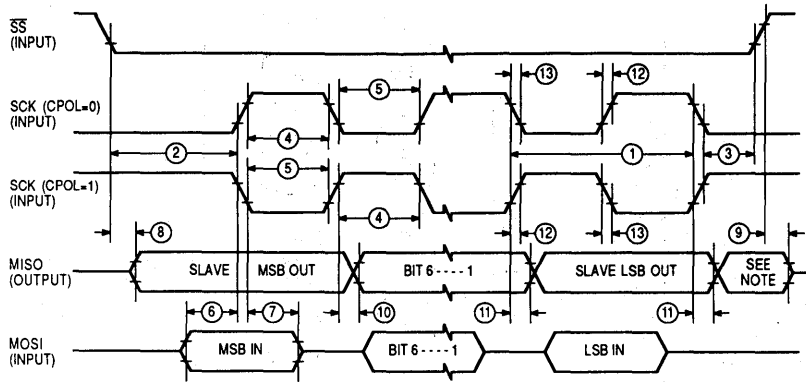 SS
(INPUT)
13
12
5
SCK (CPOL=0)
(INPUT)
4
2
5
1
3
SCK (CPOL=1)
(INPUT)
4
8
12
13
9
MISO
(OUTPUT)
SLAVE MSB OUT
BIT 6 - - - - 1
SLAVE LSB OUT
SEE
NOTE
6
7
10
11
11
MOSI
(INPUT)
MSB IN
BIT 6 - - - - 1
LSB IN